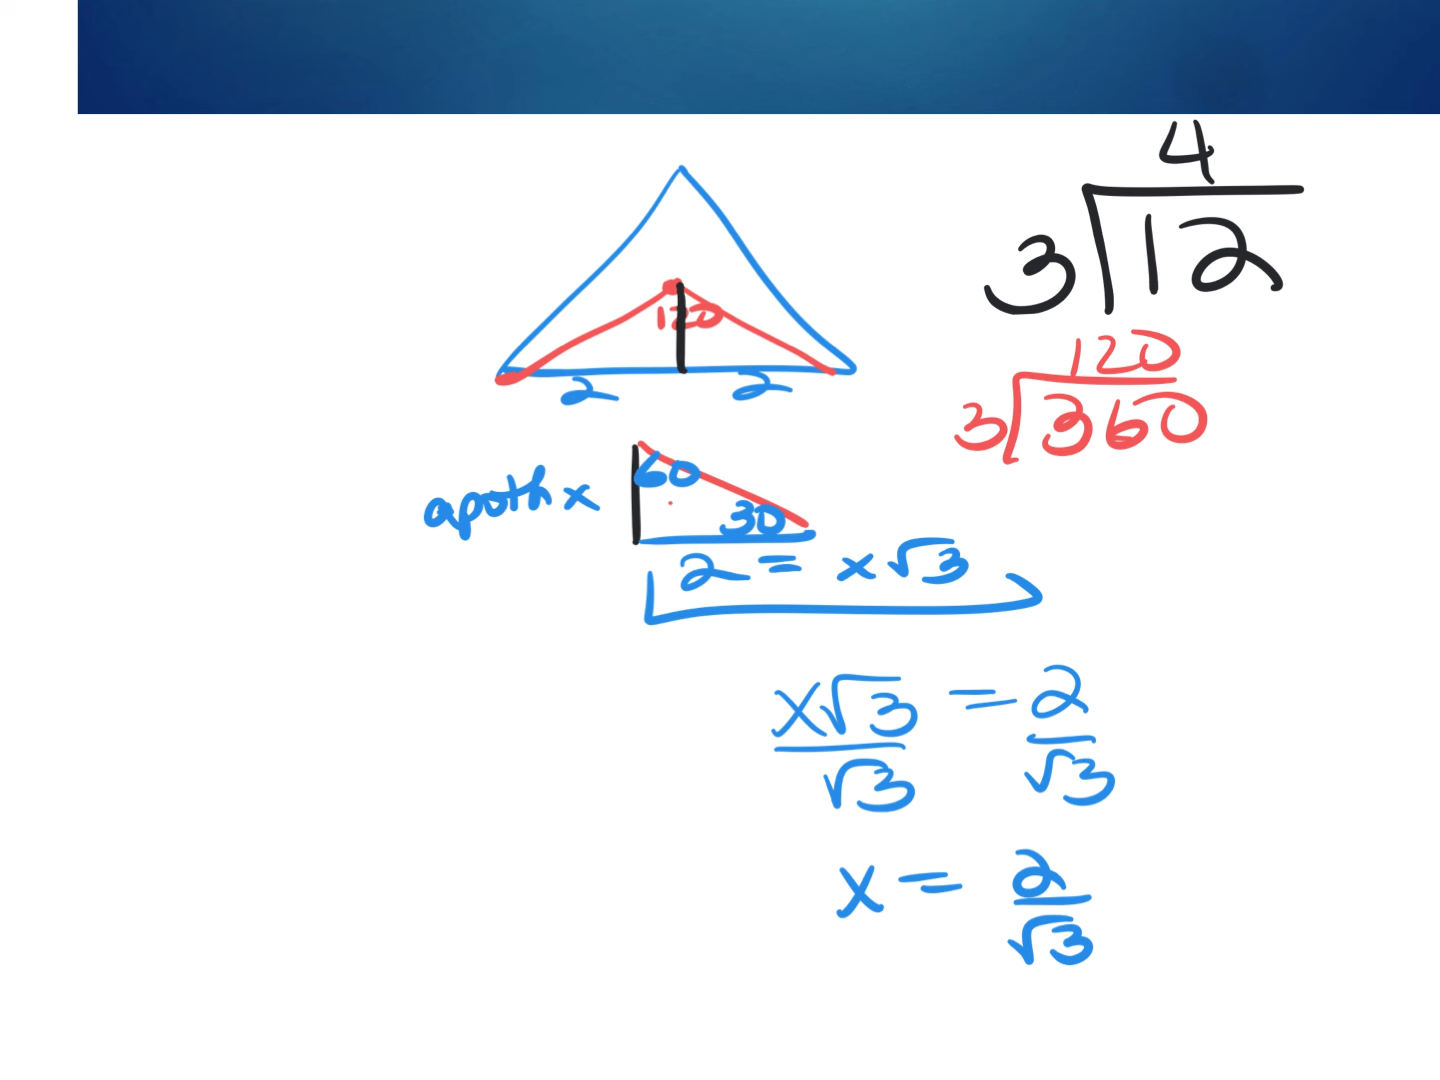 4
3√12
120
120
3√360
2 2
60
apoth x
30
2 = x√3
x√3 = 2
√3 √3
x = 2
√3